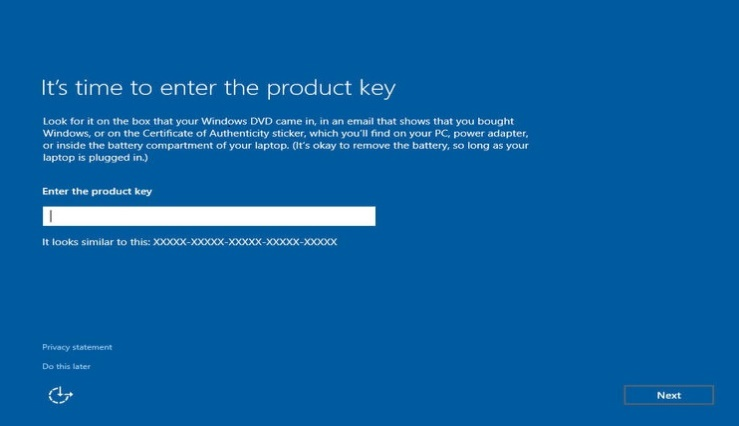 It's time to enter the product key
Look for it on the box that your Windows DVD came in, in an email that shows that you bought
Windows, or on the Certificate of Authenticity sticker, which you'll find on your PC, power adapter,
or inside the battery compartment of your laptop. (It's okay to remove the battery, so long as your
laptop is plugged in.)
Enter the product key
It looks similar to this: XXXXX-XXXXX-XXXXX-XXXXX-XXXXX
Privacy statement
Do this later
Next